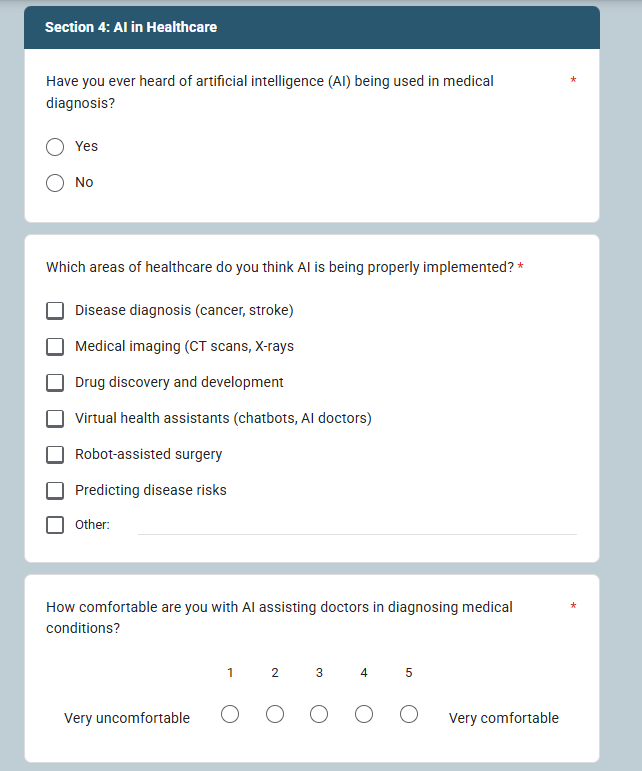 Section 4: AI in Healthcare
Have you ever heard of artificial intelligence (AI) being used in medical *
diagnosis?
Yes
No
Which areas of healthcare do you think AI is being properly implemented? *
Disease diagnosis (cancer, stroke)
Medical imaging (CT scans, X-rays
Drug discovery and development
Virtual health assistants (chatbots, AI doctors)
Robot-assisted surgery
Predicting disease risks
Other:
How comfortable are you with AI assisting doctors in diagnosing medical *
conditions?
1 2 3 4 5
Very uncomfortable Very comfortable